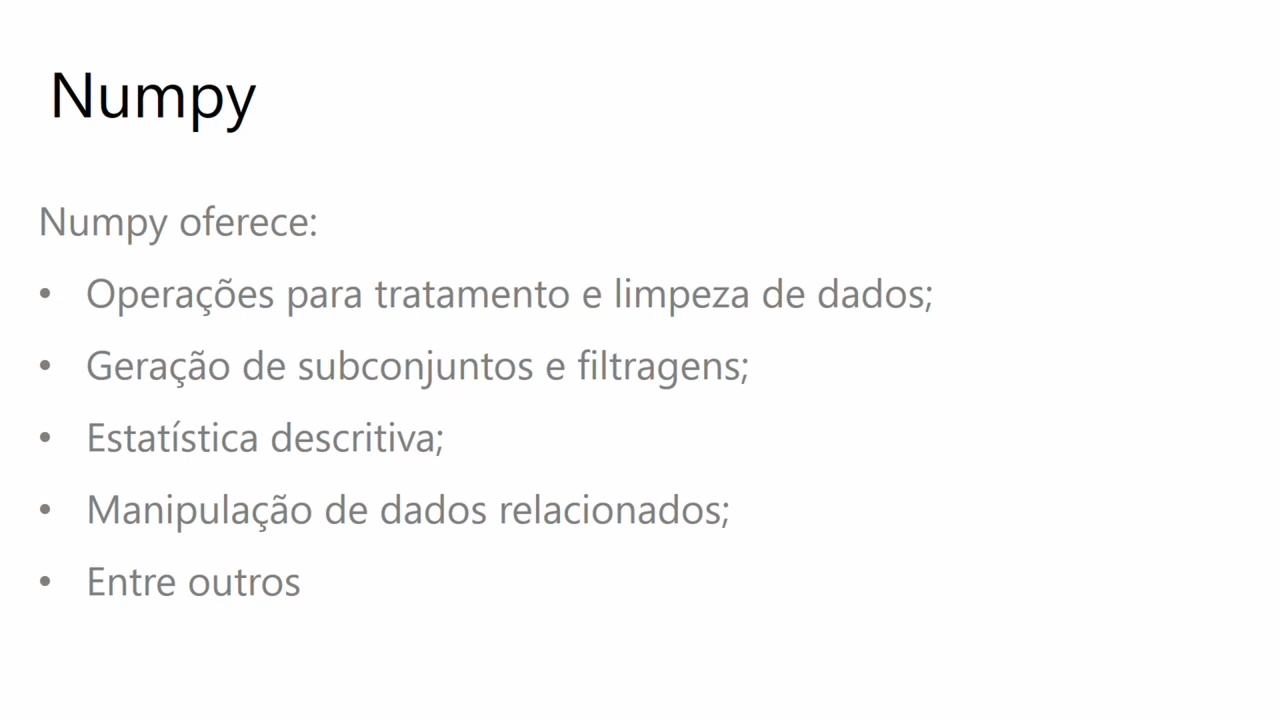 Numpy
Numpy oferece:
• Operações para tratamento e limpeza de dados;
• Geração de subconjuntos e filtragens;
• Estatística descritiva;
• Manipulação de dados relacionados;
• Entre outros